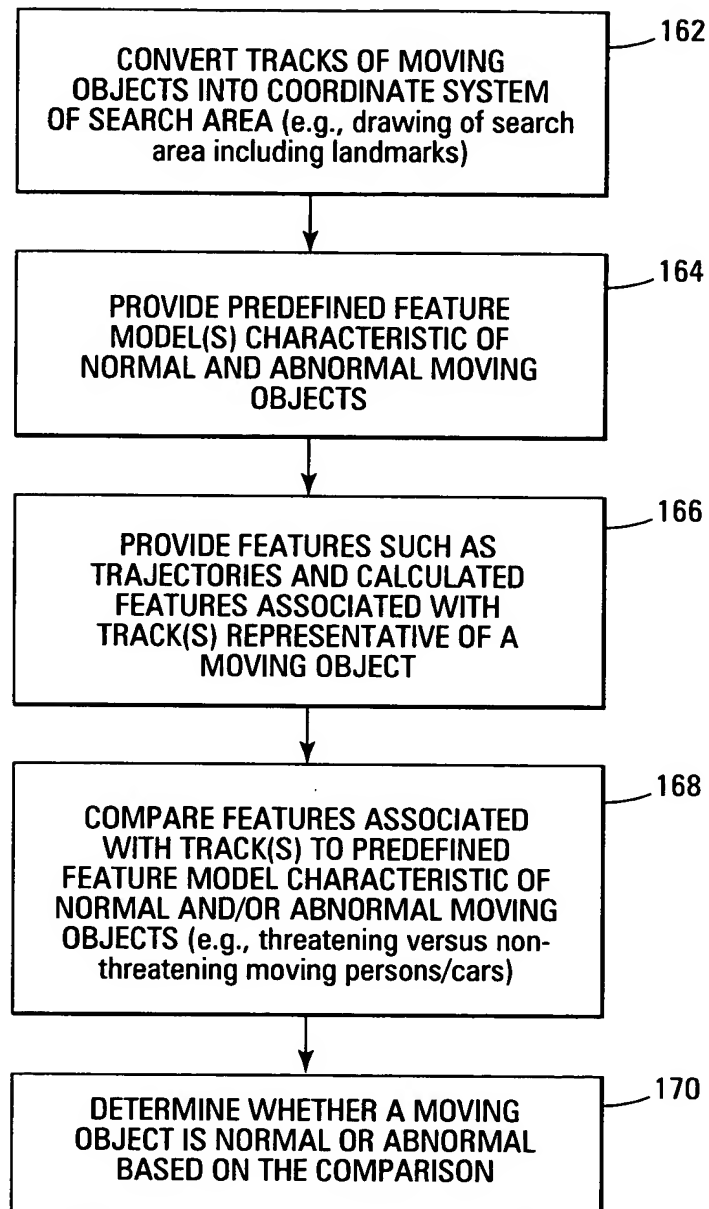 162
CONVERT TRACKS OF MOVING
OBJECTS INTO COORDINATE SYSTEM
OF SEARCH AREA (e.g., drawing of search
area including landmarks)
164
PROVIDE PREDEFINED FEATURE
MODEL(S) CHARACTERISTIC OF
NORMAL AND ABNORMAL MOVING
OBJECTS
166
PROVIDE FEATURES SUCH AS
TRAJECTORIES AND CALCULATED
FEATURES ASSOCIATED WITH
TRACK(S) REPRESENTATIVE OF A
MOVING OBJECT
168
COMPARE FEATURES ASSOCIATED
WITH TRACK(S) TO PREDEFINED
FEATURE MODEL CHARACTERISTIC OF
NORMAL AND/OR ABNORMAL MOVING
OBJECTS (e.g., threatening versus non-
threatening moving persons/cars)
170
DETERMINE WHETHER A MOVING
OBJECT IS NORMAL OR ABNORMAL
BASED ON THE COMPARISON